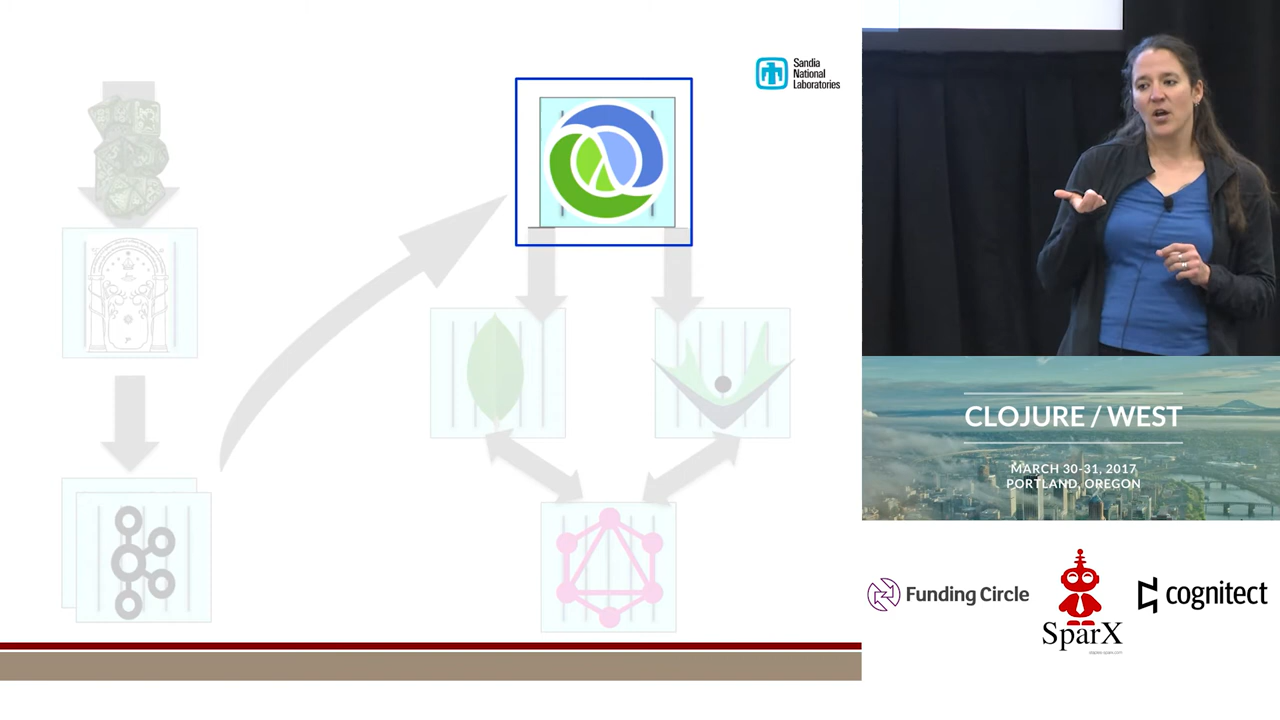 Sandia
National
Laboratories
CLOJURE / WEST
MARCH 30-31, 2017
PORTLAND, OREGON
Funding Circle
SparX
cognitect